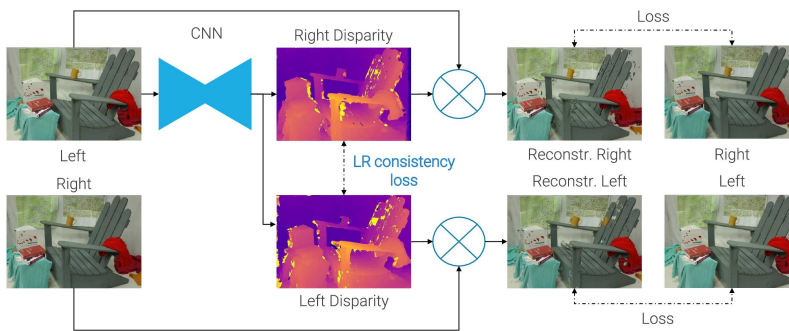 CNN
Right Disparity
Loss
Left
LR consistency
loss
Reconstr. Right
Right
Right
Reconstr. Left
Left
Left Disparity
Loss